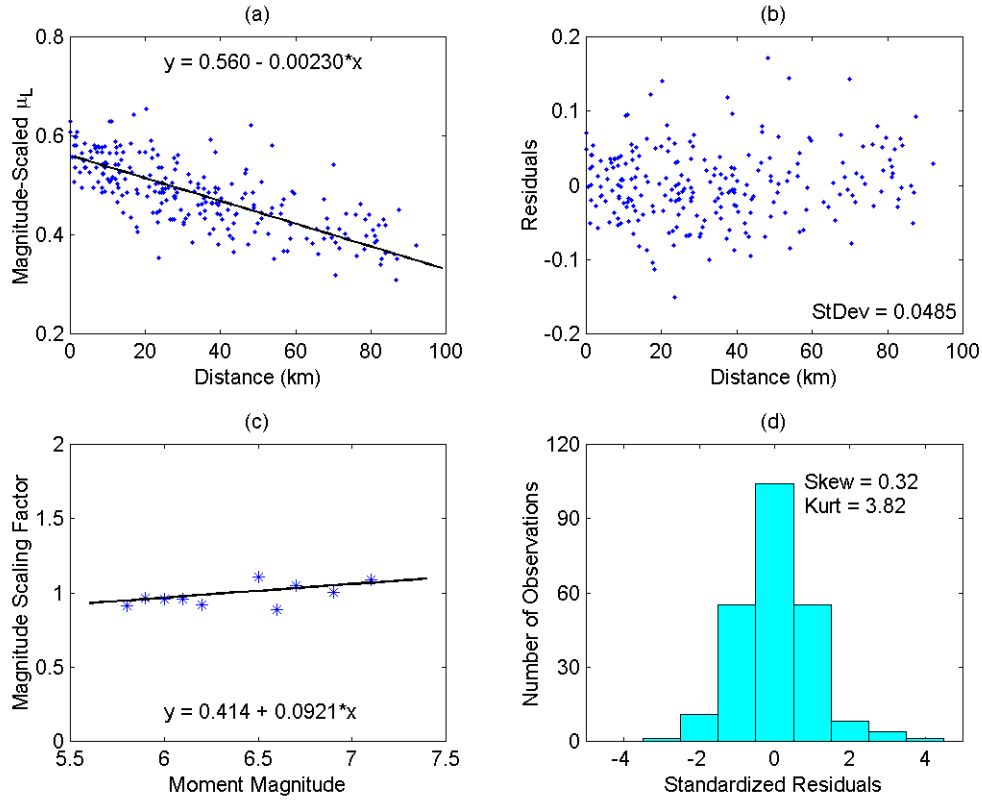 (a)
y = 0.560 - 0.00230*x
Magnitude-Scaled μL
0.8
0.6
0.4
0.2
0 20 40 60 80 100
Distance (km)
(b)
Residuals
0.2
0.1
0
-0.1
-0.2
StDev = 0.0485
0 20 40 60 80 100
Distance (km)
(c)
Magnitude Scaling Factor
2
1.5
1
0.5
0
y = 0.414 + 0.0921*x
5.5 6 6.5 7 7.5
Moment Magnitude
(d)
Number of Observations
120
90
60
30
0
Skew = 0.32
Kurt = 3.82
-4 -2 0 2 4
Standardized Residuals